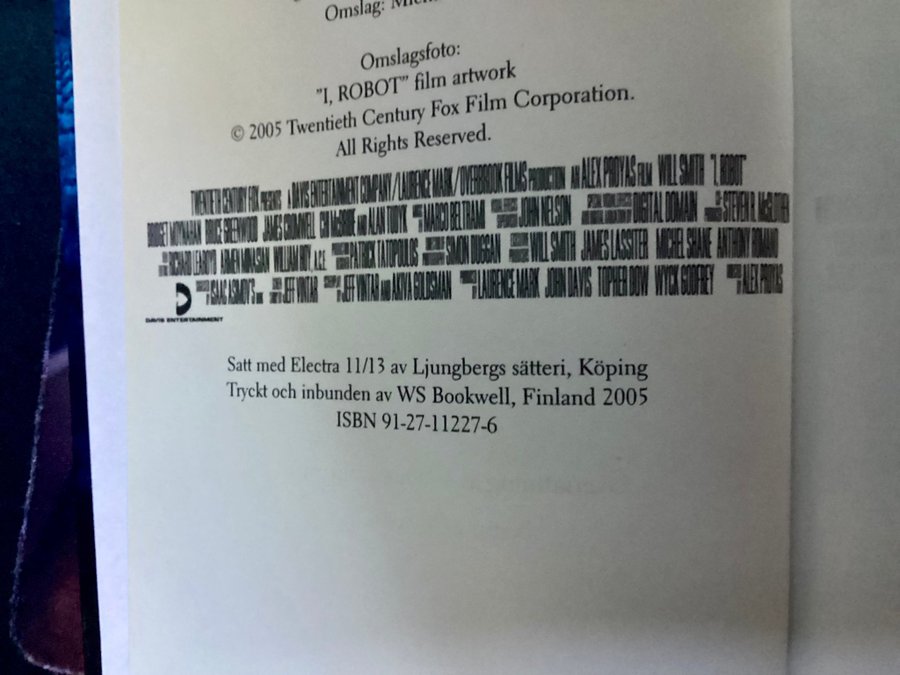 Omslag:
Omslagsfoto:
"I, ROBOT" film artwork
© 2005 Twentieth Century Fox Film Corporation.
All Rights Reserved.
TWENTIETH CENTURY FOX PRESENTS A DAVIS ENTERTAINMENT COMPANY/LAURENCE MARK/OVERBROOK FILMS PRODUCTION AN ALEX PROYAS FILM WILL SMITH "I, ROBOT"
BRIDGET MOYNAHAN BRUCE GREENWOOD JAMES CROMWELL CHI MCBRIDE AND ALAN TUDYK MARCO BELTRAMI JOHN NELSON DIGITAL DOMAIN STEVEN R. MCGLOTHEN
RICHARD LEAROYD ARMEN MINASIAN WILLIAM HOY, A.C.E. PATRICK TATOPOULOS SIMON DUGGAN WILL SMITH JAMES LASSITER MICHEL SHANE ANTHONY ROMANO
ISAAC ASIMOV'S JEFF VINTAR JEFF VINTAR AND AKIVA GOLDSMAN LAURENCE MARK JOHN DAVIS TOPHER DOW WYCK GODFREY ALEX PROYAS
DAVIS ENTERTAINMENT
Satt med Electra 11/13 av Ljungbergs sätteri, Köping
Tryckt och inbunden av WS Bookwell, Finland 2005
ISBN 91-27-11227-6